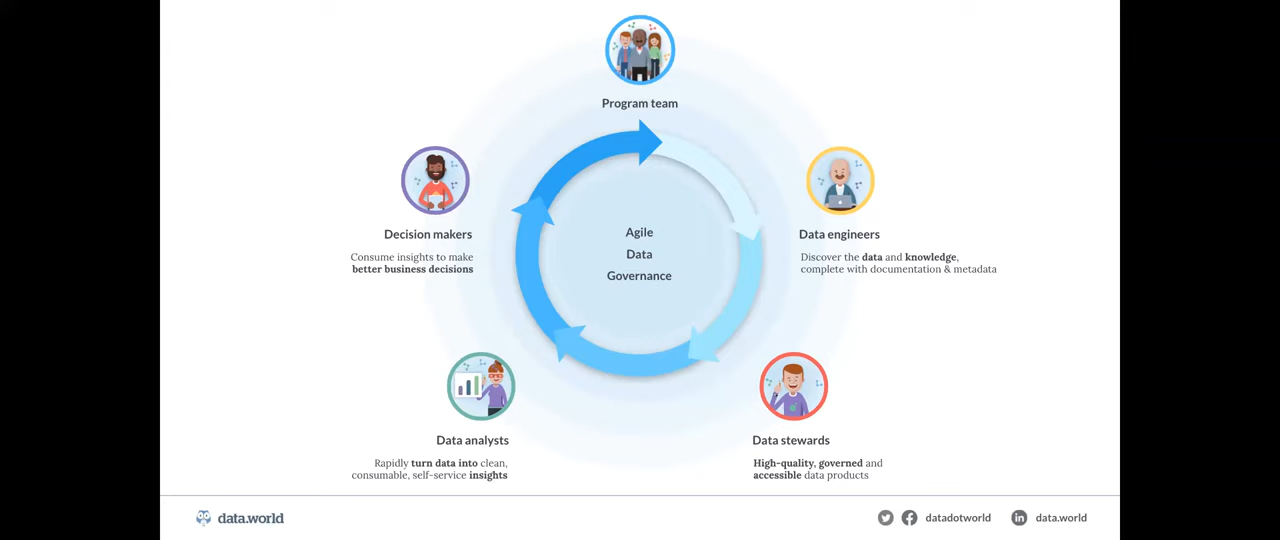 Program team
Agile
Data
Governance
Decision makers
Consume insights to make
better business decisions
Data engineers
Discover the data and knowledge,
complete with documentation & metadata
Data analysts
Rapidly turn data into clean,
consumable, self-service insights
Data stewards
High-quality, governed and
accessible data products
data.world
datadotworld
data.world